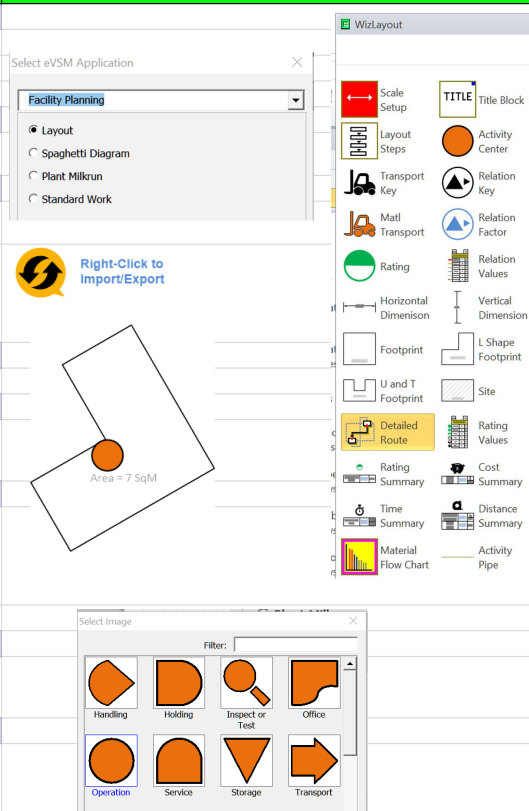 Select eVSM Application
Facility Planning
Layout
Spaghetti Diagram
Plant Milkrun
Standard Work
Right-Click to
Import/Export
Area = 7 SqM
WizLayout
Scale
Setup
TITLE
Title Block
Layout
Steps
Activity
Center
Transport
Key
Relation
Key
Matl
Transport
Relation
Factor
Rating
Relation
Values
Horizontal
Dimenison
Vertical
Dimension
Footprint
L Shape
Footprint
U and T
Footprint
Site
Detailed
Route
Rating
Values
Rating
Summary
Cost
Summary
Time
Summary
Distance
Summary
Material
Flow Chart
Activity
Pipe
Select Image
Filter:
Handling
Holding
Inspect or
Test
Office
Operation
Service
Storage
Transport